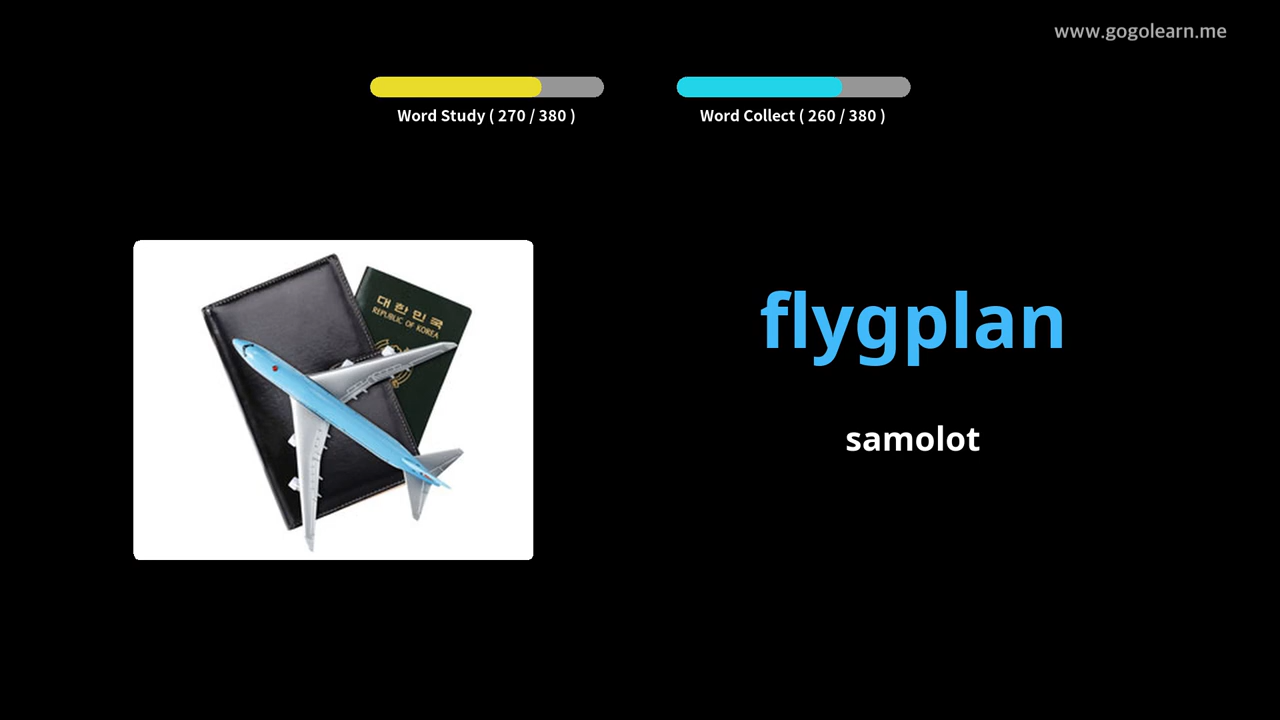 www.gogolearn.me
Word Study ( 270 / 380 )
Word Collect ( 260 / 380 )
대한민국
REPUBLIC OF KOREA
flygplan
samolot